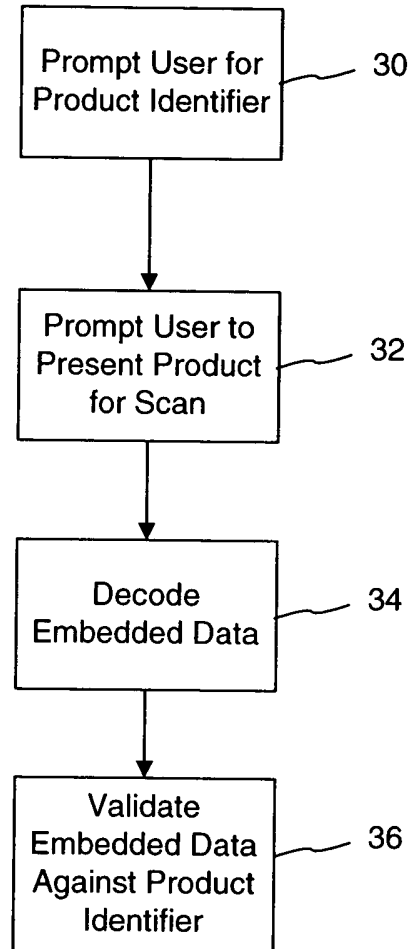 Prompt User for
Product Identifier
30
Prompt User to
Present Product
for Scan
32
Decode
Embedded Data
34
Validate
Embedded Data
Against Product
Identifier
36